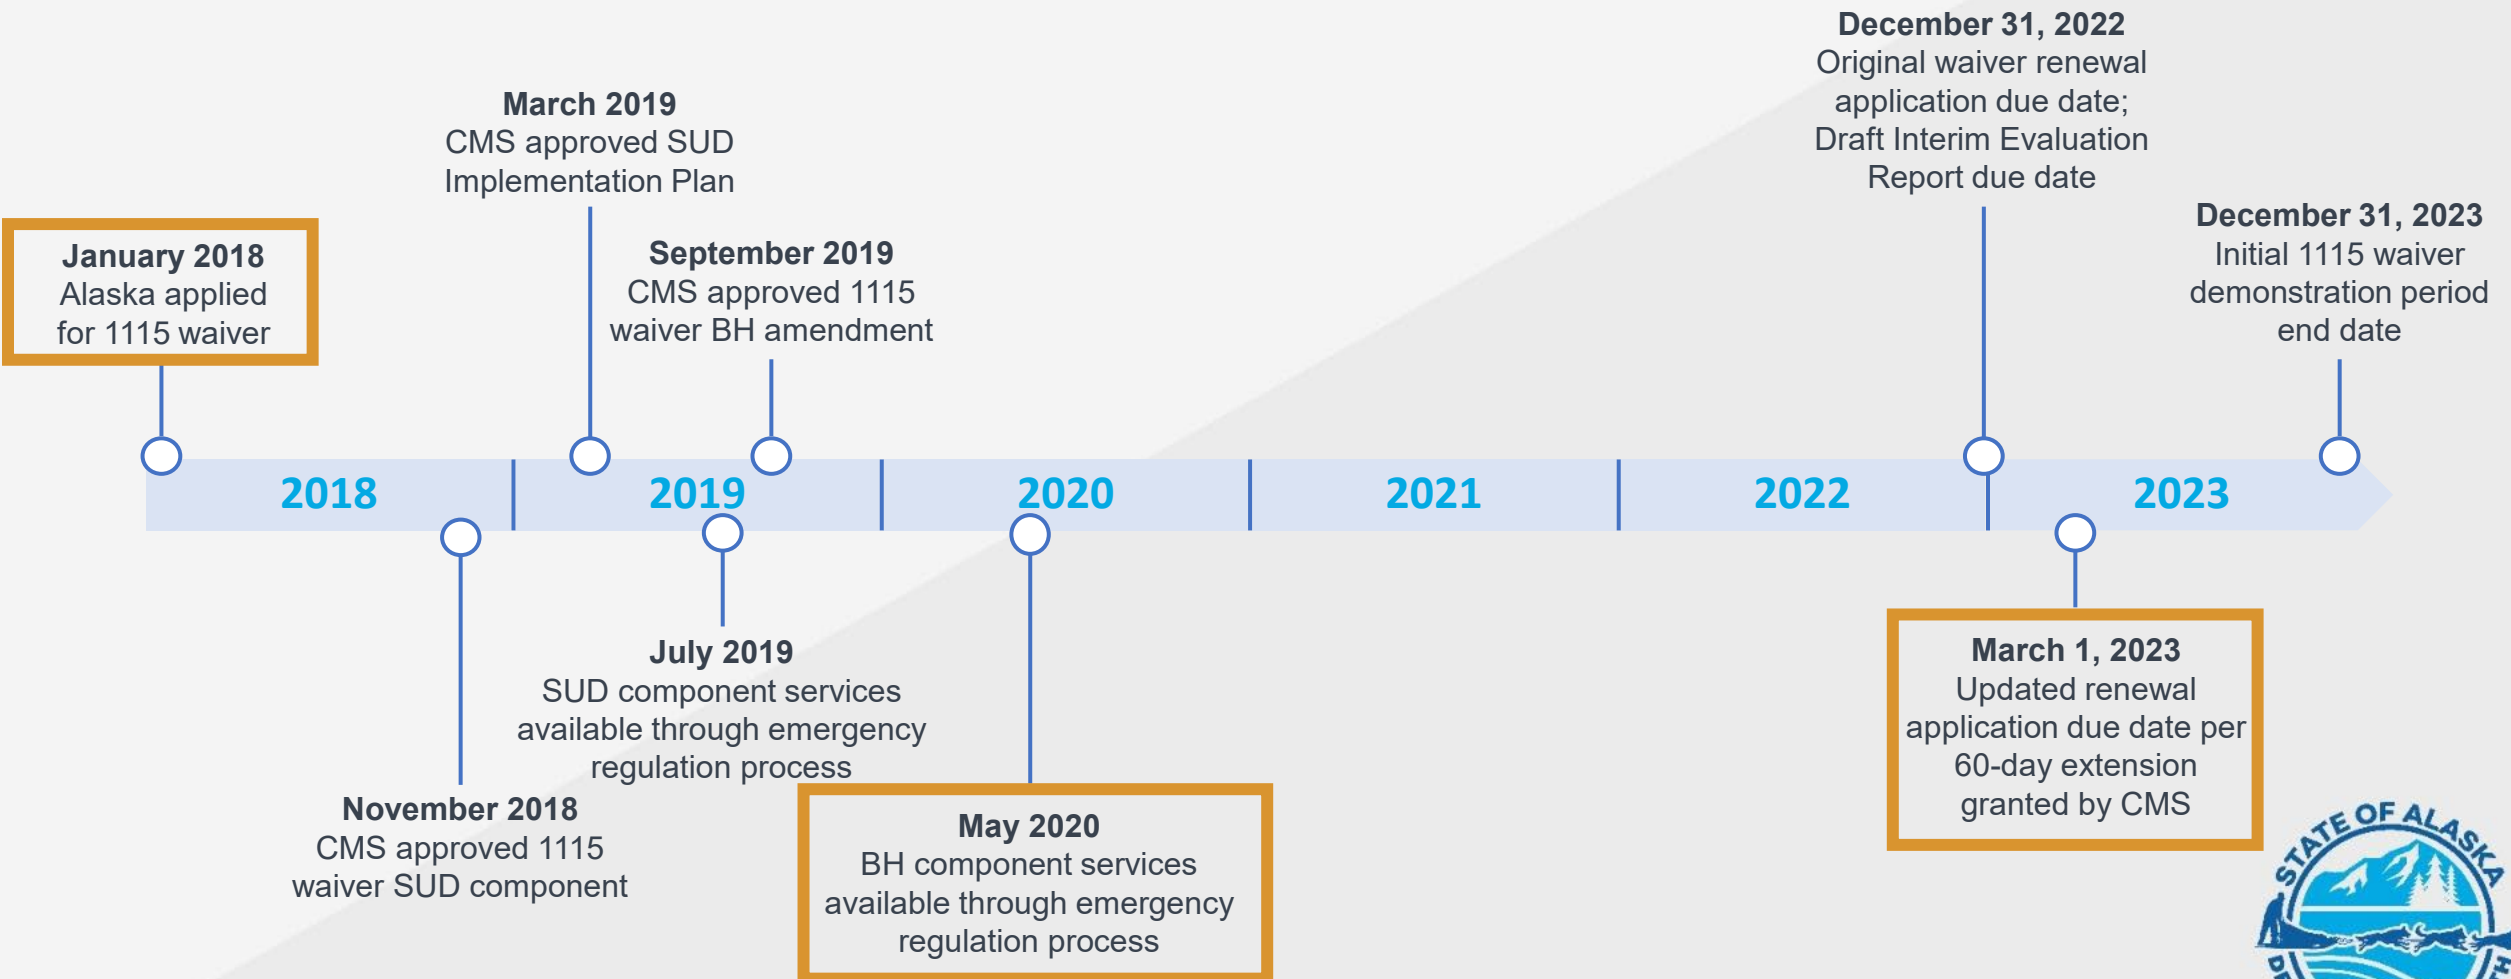 December 31, 2022
Original waiver renewal
application due date;
Draft Interim Evaluation
Report due date
March 2019
CMS approved SUD
Implementation Plan
December 31, 2023
Initial 1115 waiver
demonstration period
end date
January 2018
Alaska applied
for 1115 waiver
September 2019
CMS approved 1115
waiver BH amendment
2018
2019
2020
2021
2022
2023
July 2019
SUD component services
available through emergency
regulation process
March 1, 2023
Updated renewal
application due date per
60-day extension
granted by CMS
November 2018
CMS approved 1115
waiver SUD component
May 2020
BH component services
available through emergency
regulation process
STATE OF ALASKA